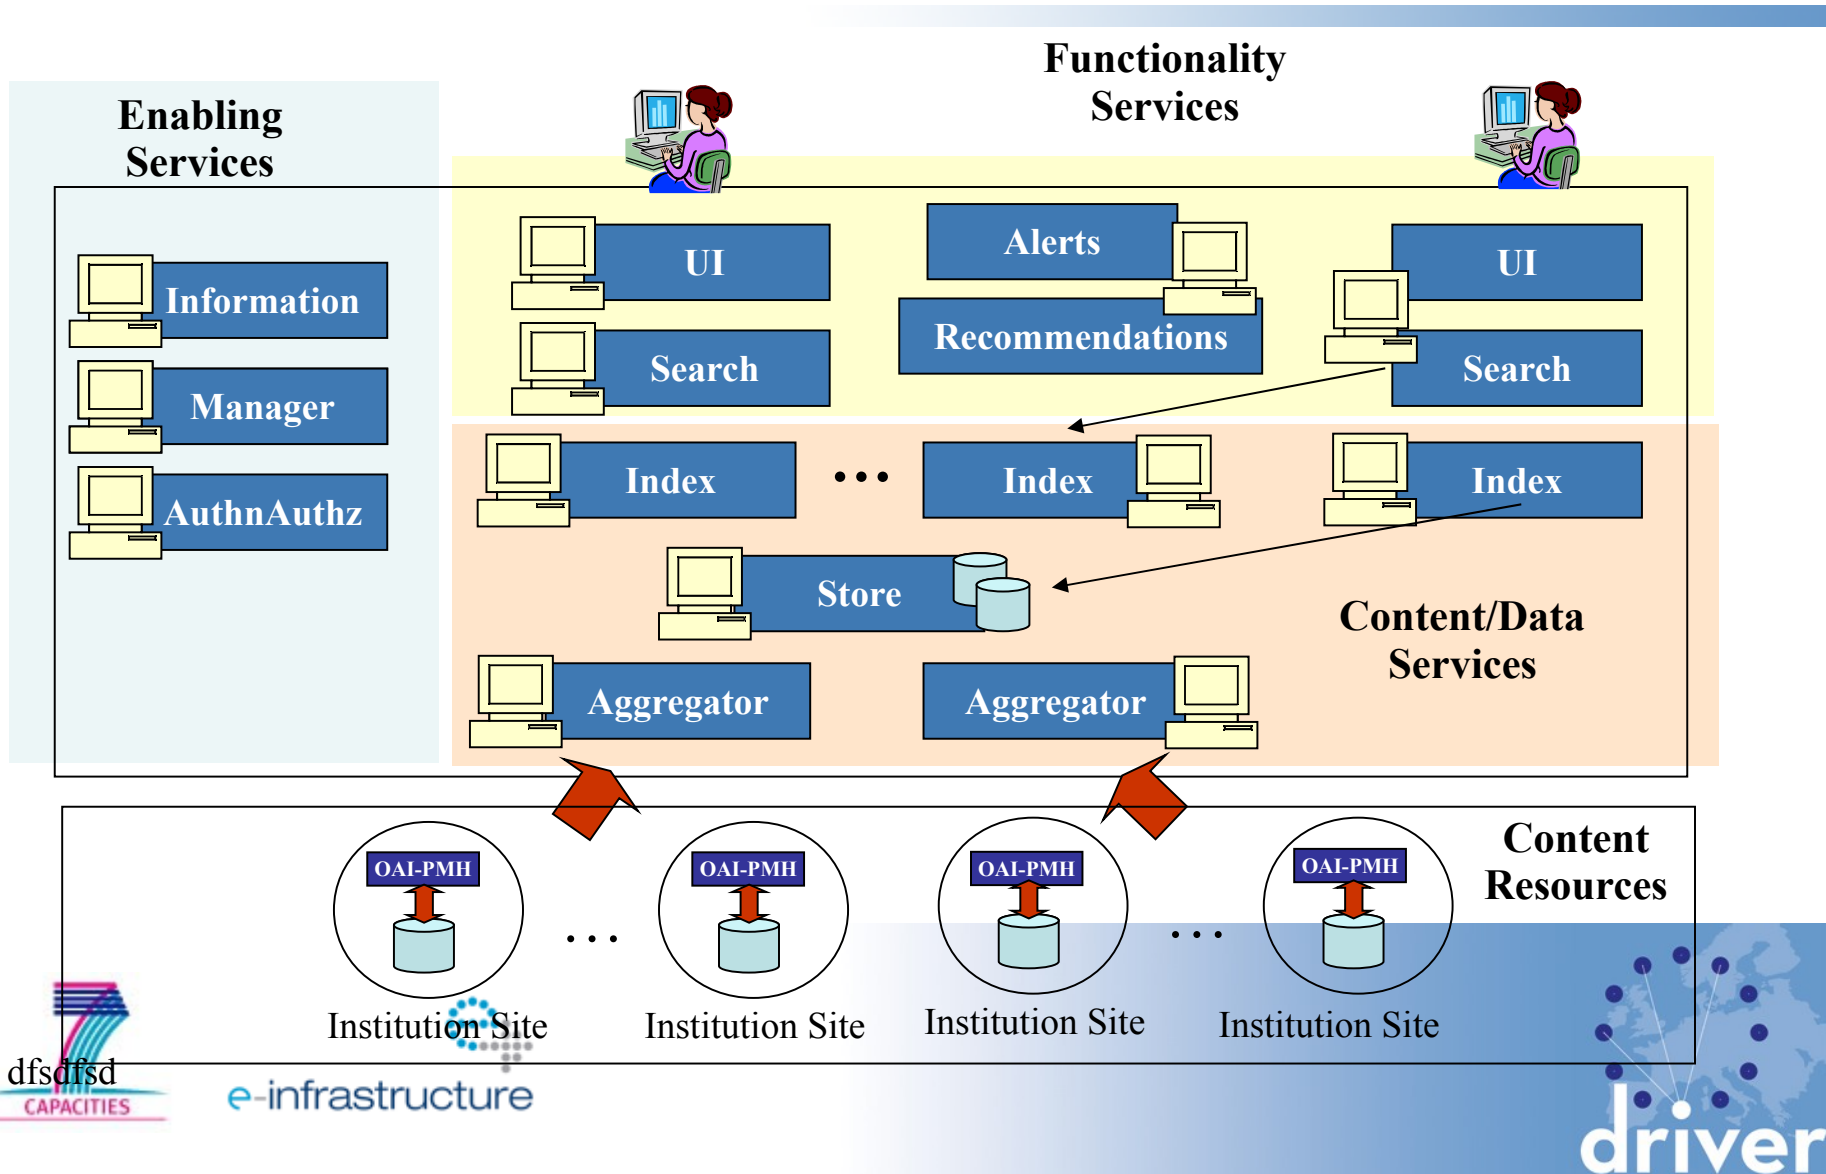 Functionality
Services
Enabling
Services
UI
Alerts
UI
Information
Recommendations
Search
Search
Manager
Index
...
Index
Index
AuthnAuthz
Store
Content/Data
Services
Aggregator
Aggregator
Content
Resources
OAI-PMH
OAI-PMH
OAI-PMH
OAI-PMH
...
...
Institution Site
Institution Site
Institution Site
Institution Site
7
dfsdfsd
CAPACITIES
e-infrastructure
driver